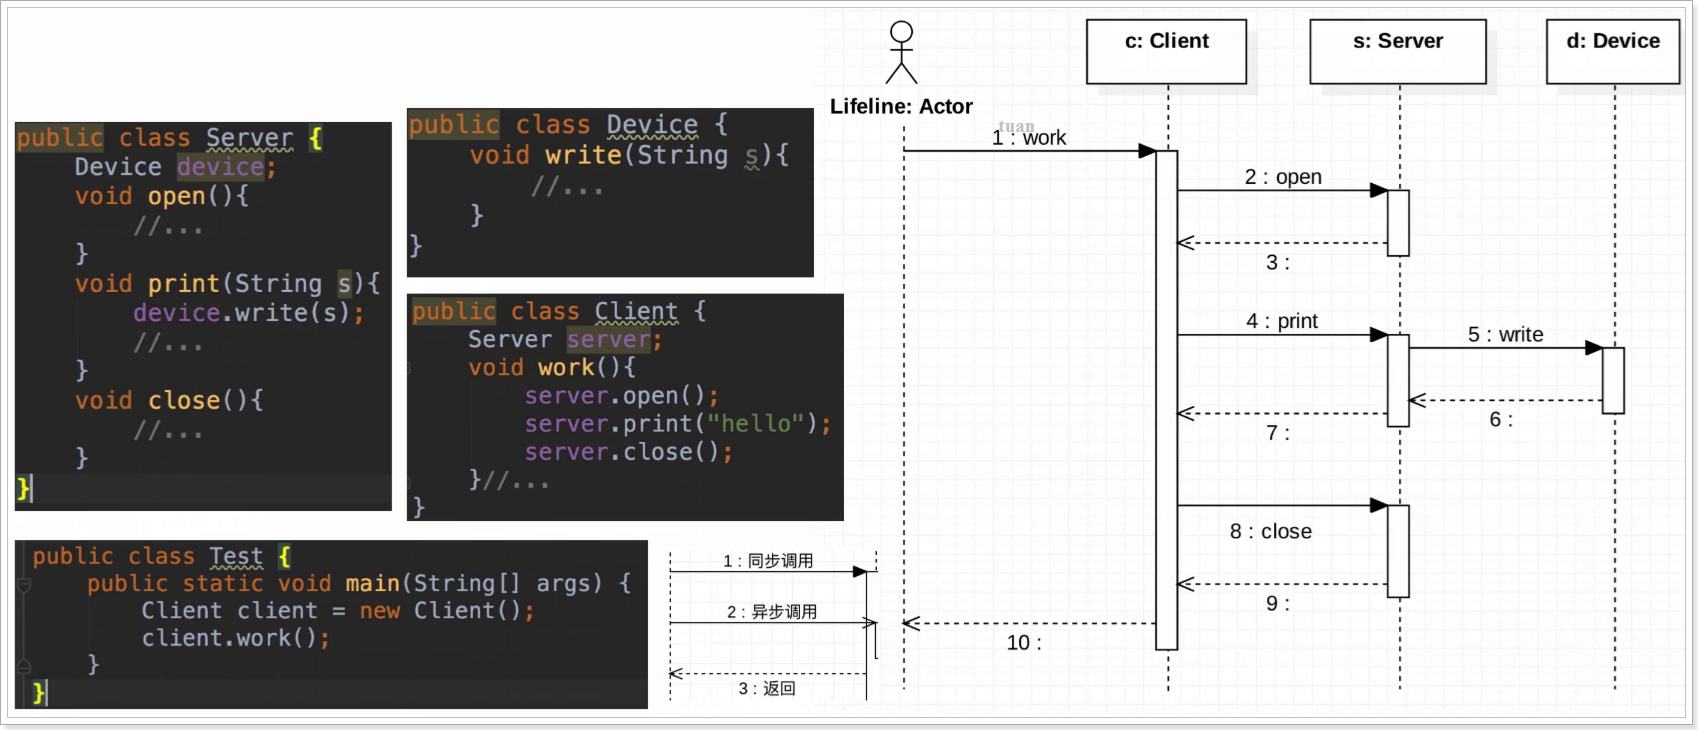 public class Server {
Device device;
void open(){
//...
}
void print(String s){
device.write(s);
//...
}
void close(){
//...
}
}
public class Device {
void write(String s){
//...
}
}
public class Client {
Server server;
void work(){
server.open();
server.print("hello");
server.close();
}//...
}
public class Test {
public static void main(String[] args) {
Client client = new Client();
client.work();
}
}
1 : 同步调用
2 : 异步调用
3 : 返回
Lifeline: Actor
c: Client
s: Server
d: Device
tuan
1 : work
2 : open
3 :
4 : print
5 : write
6 :
7 :
8 : close
9 :
10 :